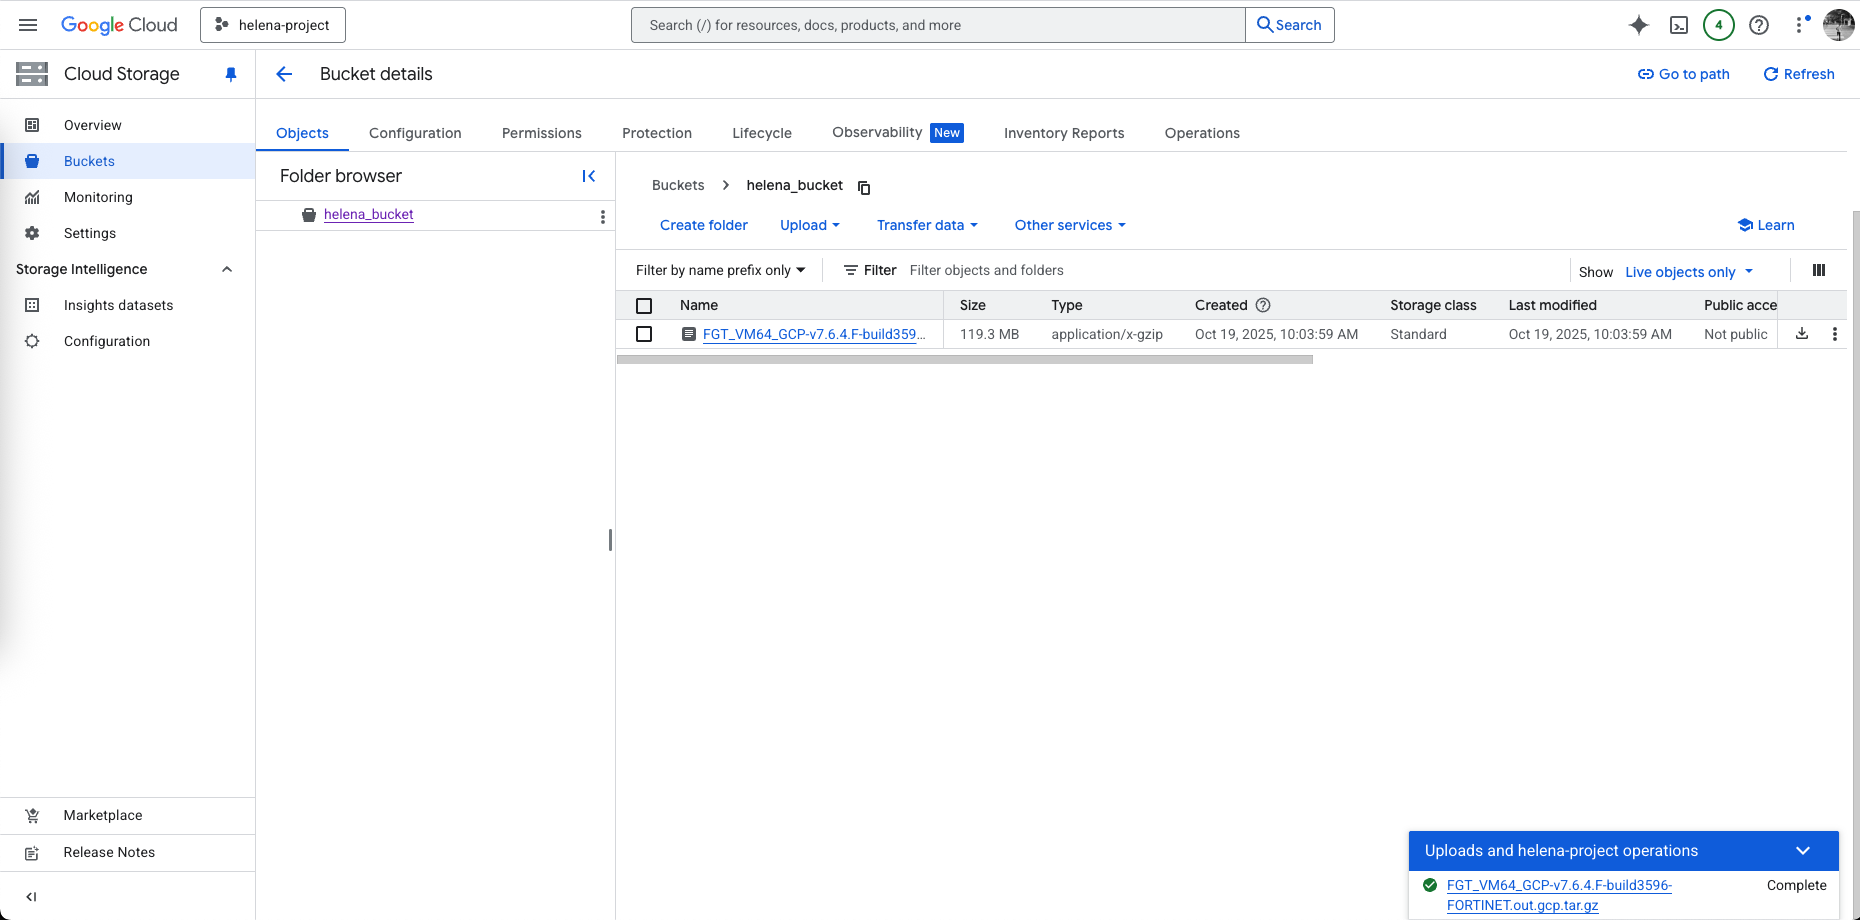 Google Cloud
helena-project
Search (/) for resources, docs, products, and more
Search
4
Cloud Storage
Bucket details
Go to path
Refresh
Overview
Buckets
Monitoring
Settings
Storage Intelligence
Insights datasets
Configuration
Marketplace
Release Notes
Objects
Configuration
Permissions
Protection
Lifecycle
Observability New
Inventory Reports
Operations
Folder browser
helena_bucket
Buckets > helena_bucket
Create folder
Upload
Transfer data
Other services
Learn
Filter by name prefix only
Filter
Filter objects and folders
Show Live objects only
Name Size Type Created Storage class Last modified Public acce
FGT_VM64_GCP-v7.6.4.F-build359… 119.3 MB application/x-gzip Oct 19, 2025, 10:03:59 AM Standard Oct 19, 2025, 10:03:59 AM Not public
Uploads and helena-project operations
FGT_VM64_GCP-v7.6.4.F-build3596- Complete
FORTINET.out.gcp.tar.gz